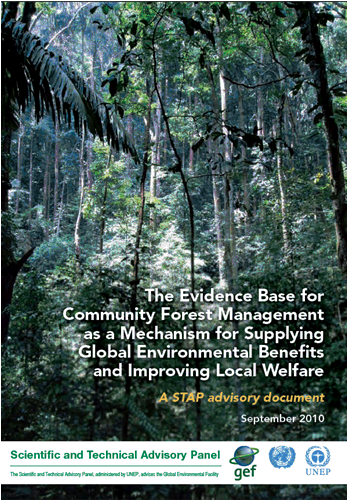 The Evidence Base for
Community Forest Management
as a Mechanism for Supplying
Global Environmental Benefits
and Improving Local Welfare
A STAP advisory document
September 2010
Scientific and Technical Advisory Panel
The Scientific and Technical Advisory Panel, administered by UNEP, advises the Global Environmental Facility
gef
UNEP